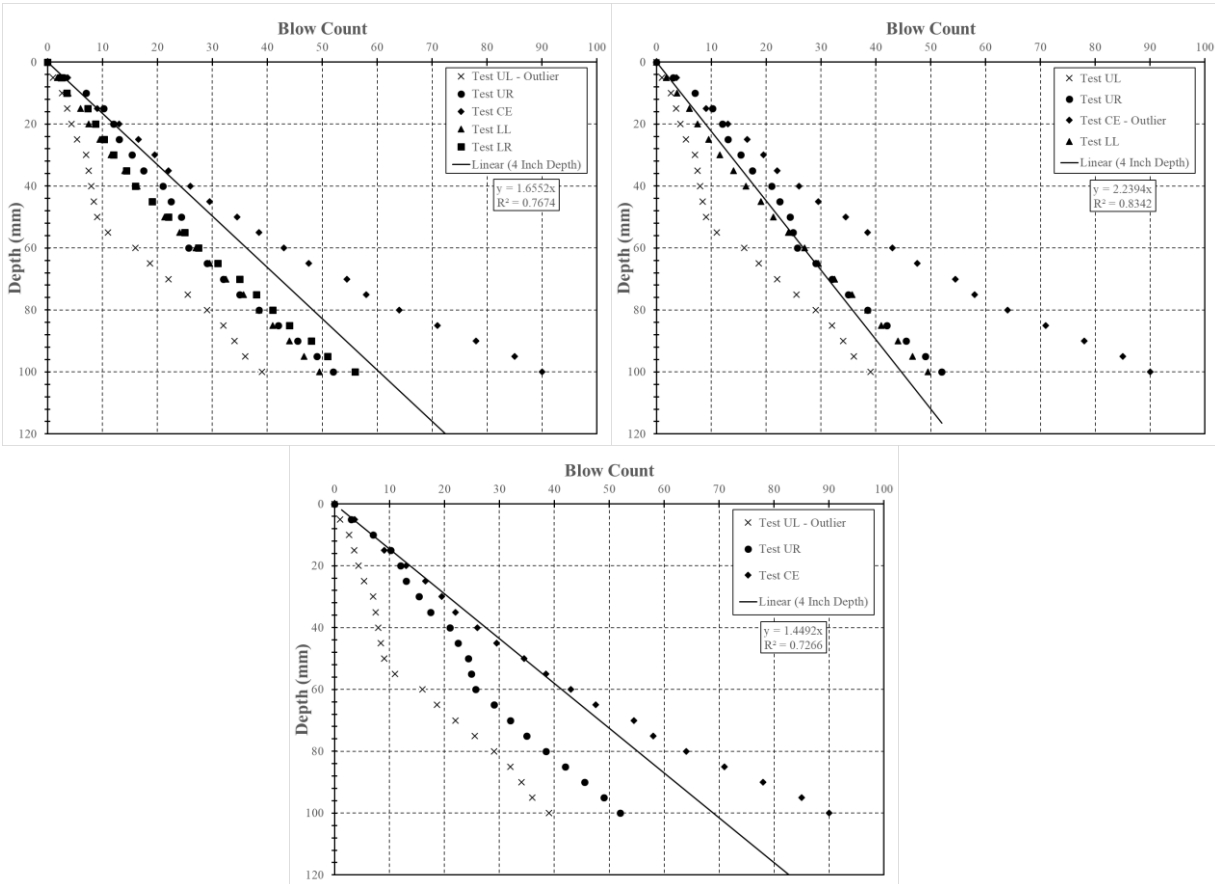 Blow Count
0 10 20 30 40 50 60 70 80 90 100
0
20
40
60
80
100
120
Depth (mm)
Test UL - Outlier
Test UR
Test CE
Test LL
Test LR
Linear (4 Inch Depth)
y = 1.6552x
R² = 0.7674
Blow Count
0 10 20 30 40 50 60 70 80 90 100
0
20
40
60
80
100
120
Depth (mm)
Test UL
Test UR
Test CE - Outlier
Test LL
Linear (4 Inch Depth)
y = 2.2394x
R² = 0.8342
Blow Count
0 10 20 30 40 50 60 70 80 90 100
0
20
40
60
80
100
120
Depth (mm)
Test UL - Outlier
Test UR
Test CE
Linear (4 Inch Depth)
y = 1.4492x
R² = 0.7266